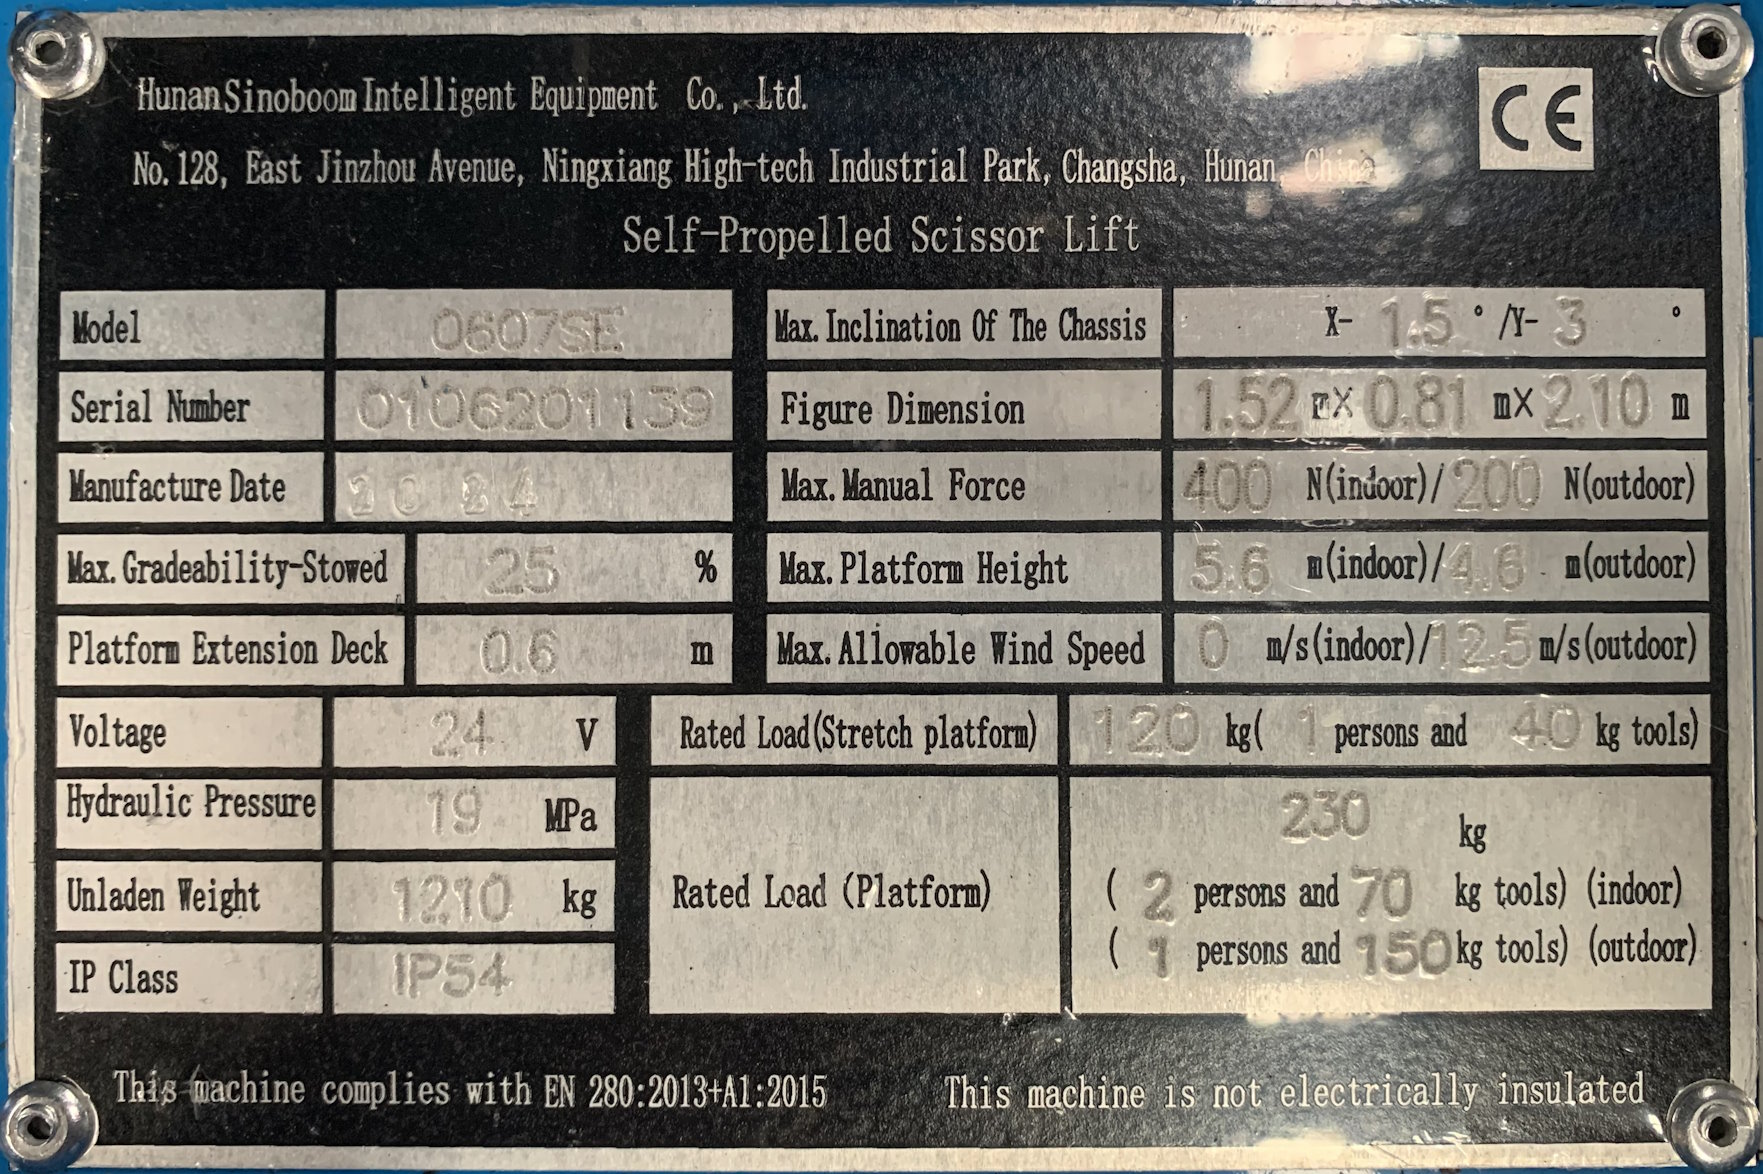 Hunan Sinoboom Intelligent Equipment Co., Ltd.
CE
No. 128, East Jinzhou Avenue, Ningxiang High-tech Industrial Park, Changsha, Hunan, China
Self-Propelled Scissor Lift
Model 0607SE
Serial Number 0106201139
Manufacture Date 2024
Max. Gradeability-Stowed 25 %
Platform Extension Deck 0.6 m
Max. Inclination Of The Chassis X- 1.5 ° /Y- 3 °
Figure Dimension 1.52 m× 0.81 m× 2.10 m
Max. Manual Force 400 N(indoor)/ 200 N(outdoor)
Max. Platform Height 5.6 m(indoor)/ 4.6 m(outdoor)
Max. Allowable Wind Speed 0 m/s(indoor)/ 12.5 m/s(outdoor)
Voltage 24 V
Hydraulic Pressure 19 MPa
Unladen Weight 1210 kg
IP Class IP54
Rated Load(Stretch platform) 120 kg( 1 persons and 40 kg tools)
Rated Load (Platform) 230 kg
( 2 persons and 70 kg tools) (indoor)
( 1 persons and 150 kg tools) (outdoor)
This machine complies with EN 280:2013+A1:2015
This machine is not electrically insulated